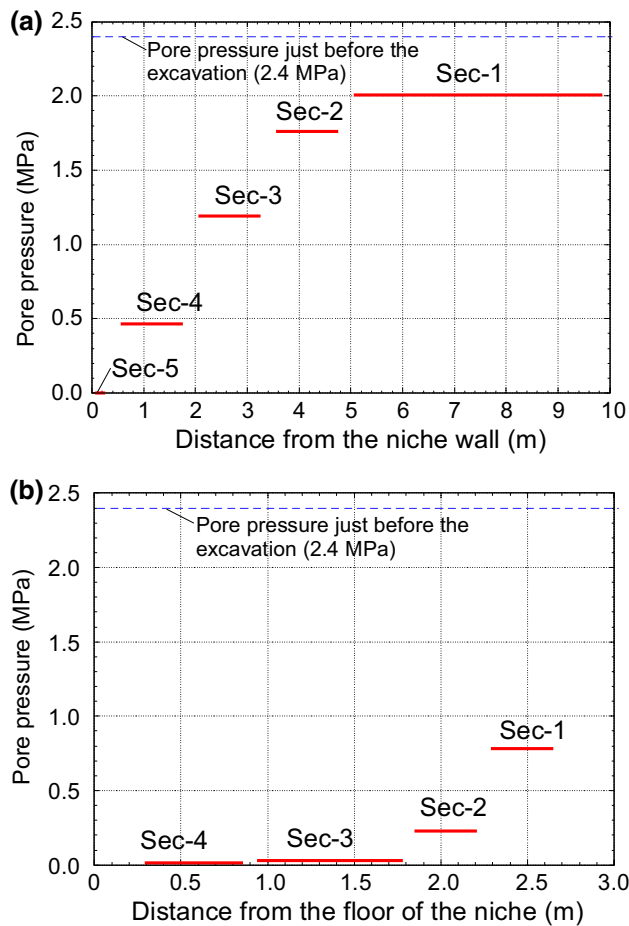 (a)
2.5
Pore pressure just before the
excavation (2.4 MPa)
Sec-1
2.0
Sec-2
1.5
Sec-3
1.0
Sec-4
0.5
Sec-5
0.0
0 1 2 3 4 5 6 7 8 9 10
Pore pressure (MPa)
Distance from the niche wall (m)
(b)
2.5
Pore pressure just before the
excavation (2.4 MPa)
2.0
1.5
1.0
Sec-1
0.5
Sec-2
Sec-4
Sec-3
0.0
0 0.5 1.0 1.5 2.0 2.5 3.0
Pore pressure (MPa)
Distance from the floor of the niche (m)